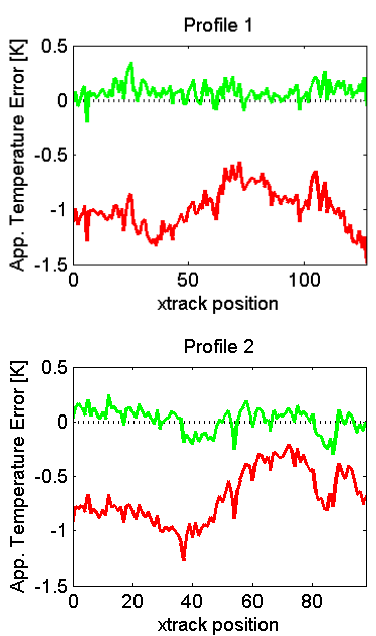 Profile 1
App. Temperature Error [K]
0.5
0
-0.5
-1
-1.5
0 50 100
xtrack position
Profile 2
App. Temperature Error [K]
0.5
0
-0.5
-1
-1.5
0 20 40 60 80
xtrack position